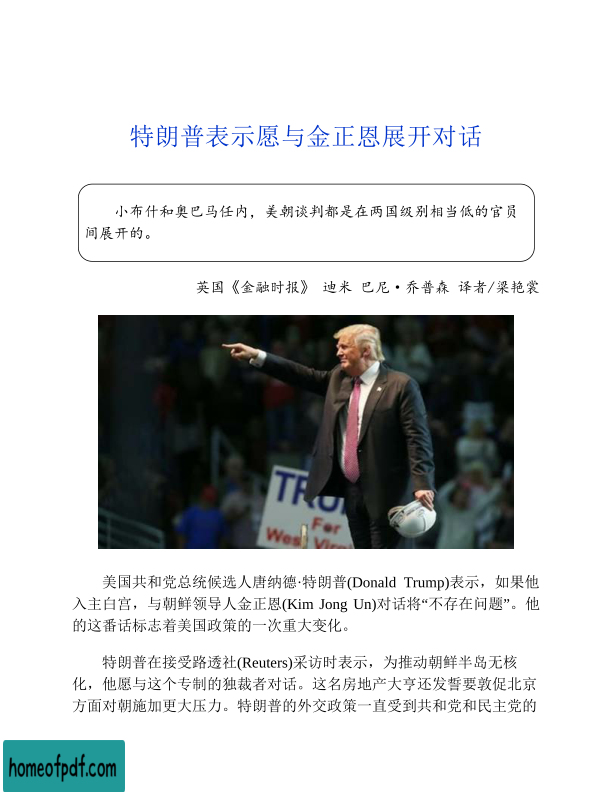 特朗普表示愿与金正恩展开对话
小布什和奥巴马任内，美朝谈判都是在两国级别相当低的官员
间展开的。
英国《金融时报》 迪米 巴尼·乔普森 译者/梁艳裳
TRU
For
West Virgin
美国共和党总统候选人唐纳德·特朗普(Donald Trump)表示，如果他
入主白宫，与朝鲜领导人金正恩(Kim Jong Un)对话将“不存在问题”。他
的这番话标志着美国政策的一次重大变化。
特朗普在接受路透社(Reuters)采访时表示，为推动朝鲜半岛无核
化，他愿与这个专制的独裁者对话。这名房地产大亨还发誓要敦促北京
方面对朝施加更大压力。特朗普的外交政策一直受到共和党和民主党的
homeofpdf.com